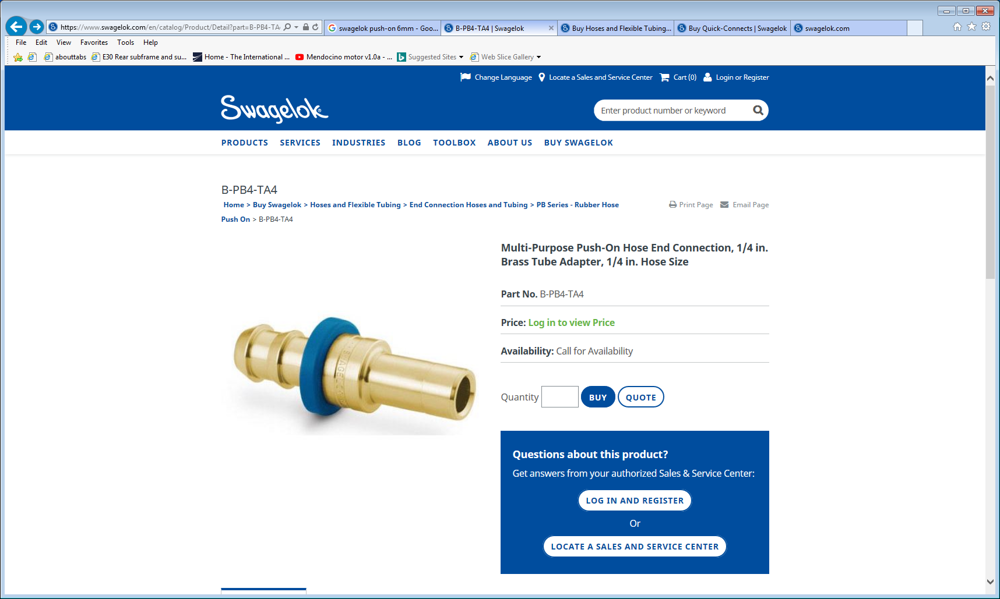 https://www.swagelok.com/en/catalog/Product/Detail?part=B-PB4-TA
swagelok push-on 6mm - Goo...
B-PB4-TA4 | Swagelok
Buy Hoses and Flexible Tubing...
Buy Quick-Connects | Swagelok
swagelok.com
File Edit View Favorites Tools Help
abouttabs
E30 Rear subframe and su...
Home - The International ...
Mendocino motor v1.0a - ...
Suggested Sites
Web Slice Gallery
Change Language
Locate a Sales and Service Center
Cart (0)
Login or Register
Swagelok
Enter product number or keyword
PRODUCTS SERVICES INDUSTRIES BLOG TOOLBOX ABOUT US BUY SWAGELOK
B-PB4-TA4
Home > Buy Swagelok > Hoses and Flexible Tubing > End Connection Hoses and Tubing > PB Series - Rubber Hose
Push On > B-PB4-TA4
Print Page
Email Page
Multi-Purpose Push-On Hose End Connection, 1/4 in.
Brass Tube Adapter, 1/4 in. Hose Size
Part No. B-PB4-TA4
Price: Log in to view Price
Availability: Call for Availability
Quantity
BUY
QUOTE
Questions about this product?
Get answers from your authorized Sales & Service Center:
LOG IN AND REGISTER
Or
LOCATE A SALES AND SERVICE CENTER